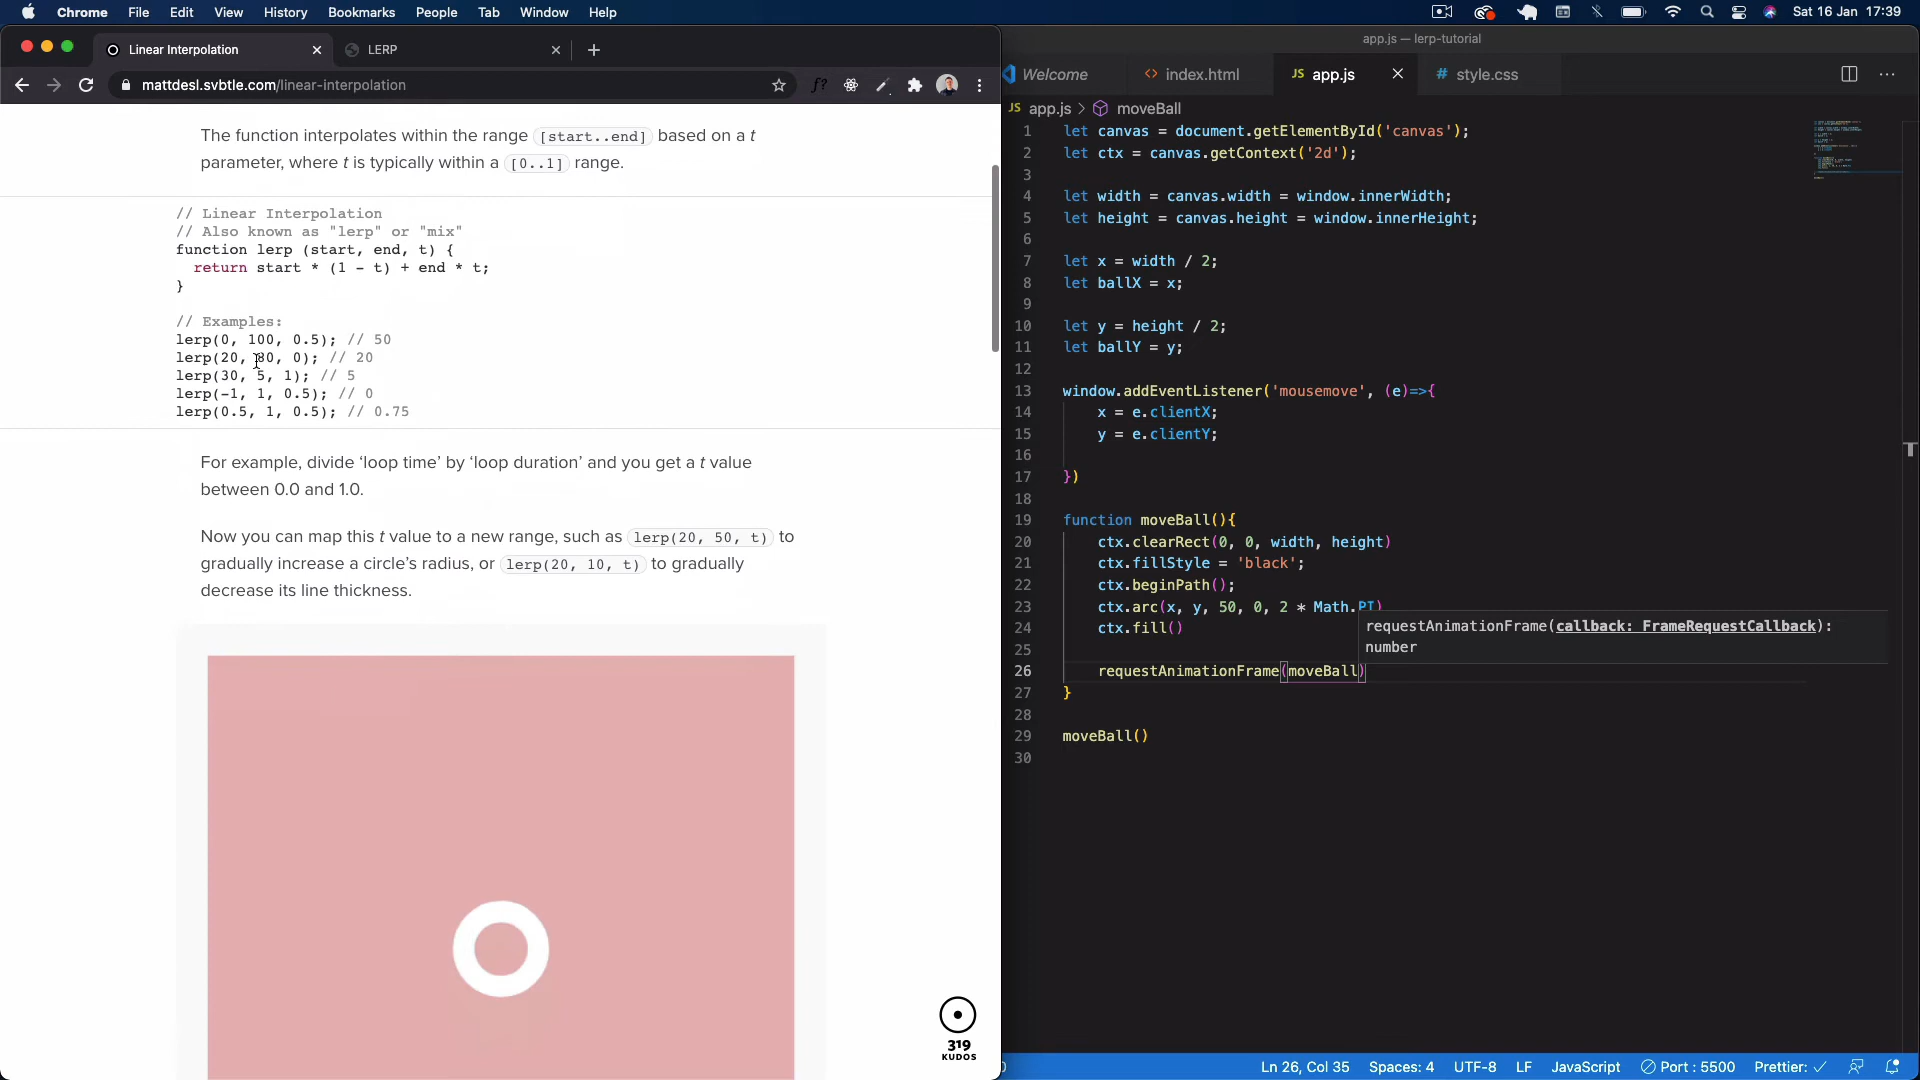 Chrome File Edit View History Bookmarks People Tab Window Help Sat 16 Jan 17:39
Linear Interpolation LERP
mattdesl.svbtle.com/linear-interpolation f?
The function interpolates within the range [start..end] based on a t
parameter, where t is typically within a [0..1] range.
// Linear Interpolation
// Also known as "lerp" or "mix"
function lerp (start, end, t) {
return start * (1 - t) + end * t;
}
// Examples:
lerp(0, 100, 0.5); // 50
lerp(20, 80, 0); // 20
lerp(30, 5, 1); // 5
lerp(-1, 1, 0.5); // 0
lerp(0.5, 1, 0.5); // 0.75
For example, divide ‘loop time’ by ‘loop duration’ and you get a t value
between 0.0 and 1.0.
Now you can map this t value to a new range, such as lerp(20, 50, t) to
gradually increase a circle’s radius, or lerp(20, 10, t) to gradually
decrease its line thickness.
319
KUDOS
app.js — lerp-tutorial
Welcome <> index.html JS app.js # style.css
JS app.js > moveBall
1 let canvas = document.getElementById('canvas');
2 let ctx = canvas.getContext('2d');
3
4 let width = canvas.width = window.innerWidth;
5 let height = canvas.height = window.innerHeight;
6
7 let x = width / 2;
8 let ballX = x;
9
10 let y = height / 2;
11 let ballY = y;
12
13 window.addEventListener('mousemove', (e)=>{
14 x = e.clientX;
15 y = e.clientY;
16
17 })
18
19 function moveBall(){
20 ctx.clearRect(0, 0, width, height)
21 ctx.fillStyle = 'black';
22 ctx.beginPath();
23 ctx.arc(x, y, 50, 0, 2 * Math.PI)
24 ctx.fill()
requestAnimationFrame(callback: FrameRequestCallback):
number
25
26 requestAnimationFrame(moveBall)
27 }
28
29 moveBall()
30
Ln 26, Col 35 Spaces: 4 UTF-8 LF JavaScript Port : 5500 Prettier: ✓